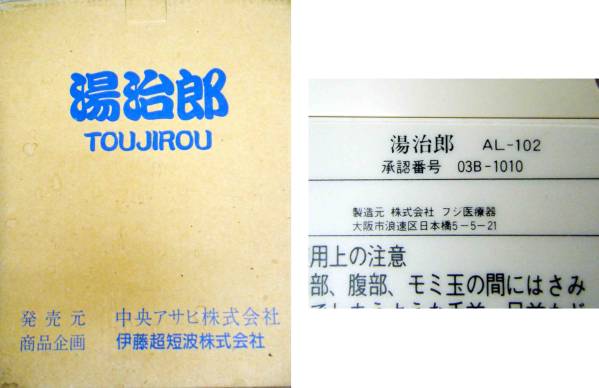 湯治郎
TOUJIROU
発売元 中央アサヒ株式会社
商品企画 伊藤超短波株式会社
湯治郎 AL-102
承認番号 03B-1010
製造元 株式会社 フジ医療器
大阪市浪速区日本橋5-5-21
用上の注意
部、腹部、モミ玉の間にはさみ